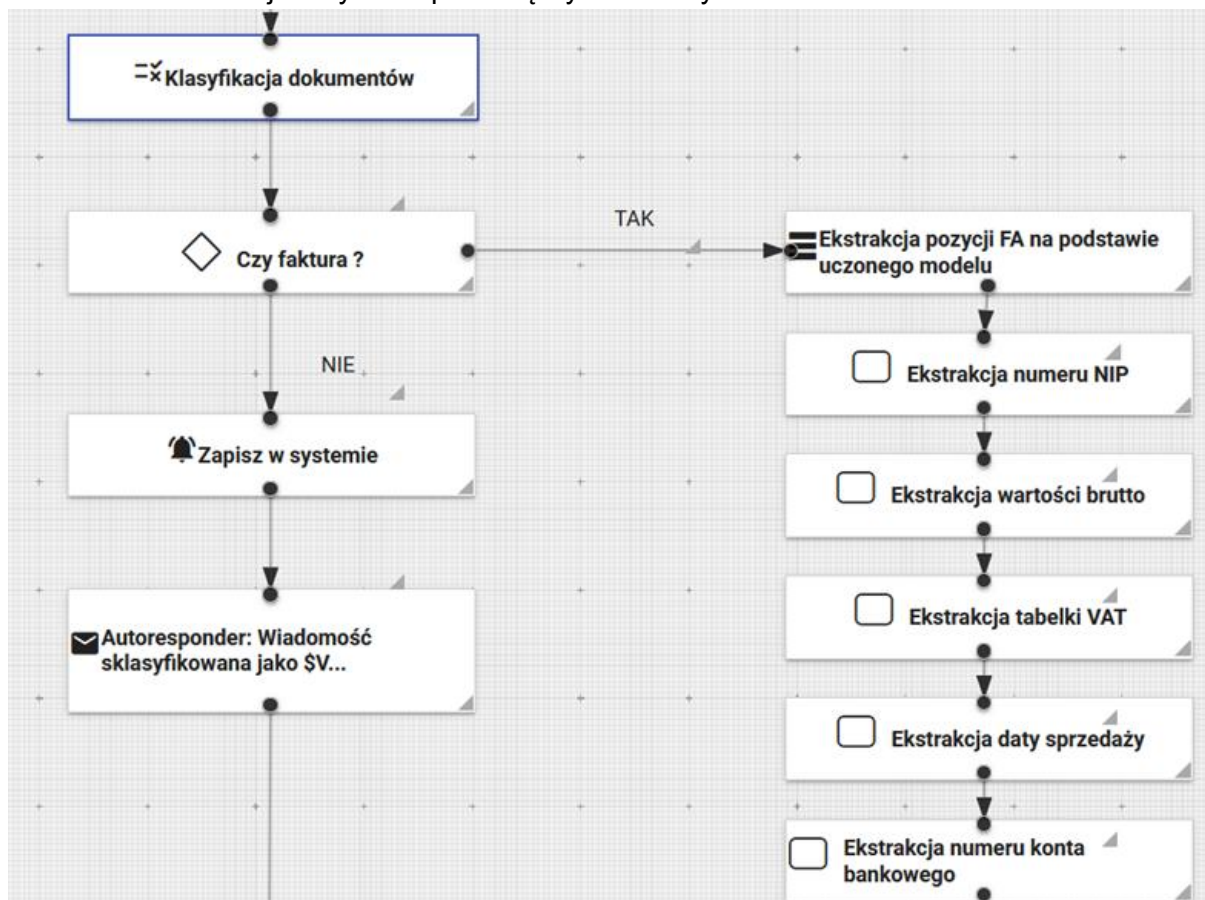 Klasyfikacja dokumentów
Czy faktura ?
TAK
Ekstrakcja pozycji FA na podstawie
uczonego modelu
NIE
Ekstrakcja numeru NIP
Zapisz w systemie
Ekstrakcja wartości brutto
Autoresponder: Wiadomość
sklasyfikowana jako $V...
Ekstrakcja tabelki VAT
Ekstrakcja daty sprzedaży
Ekstrakcja numeru konta
bankowego